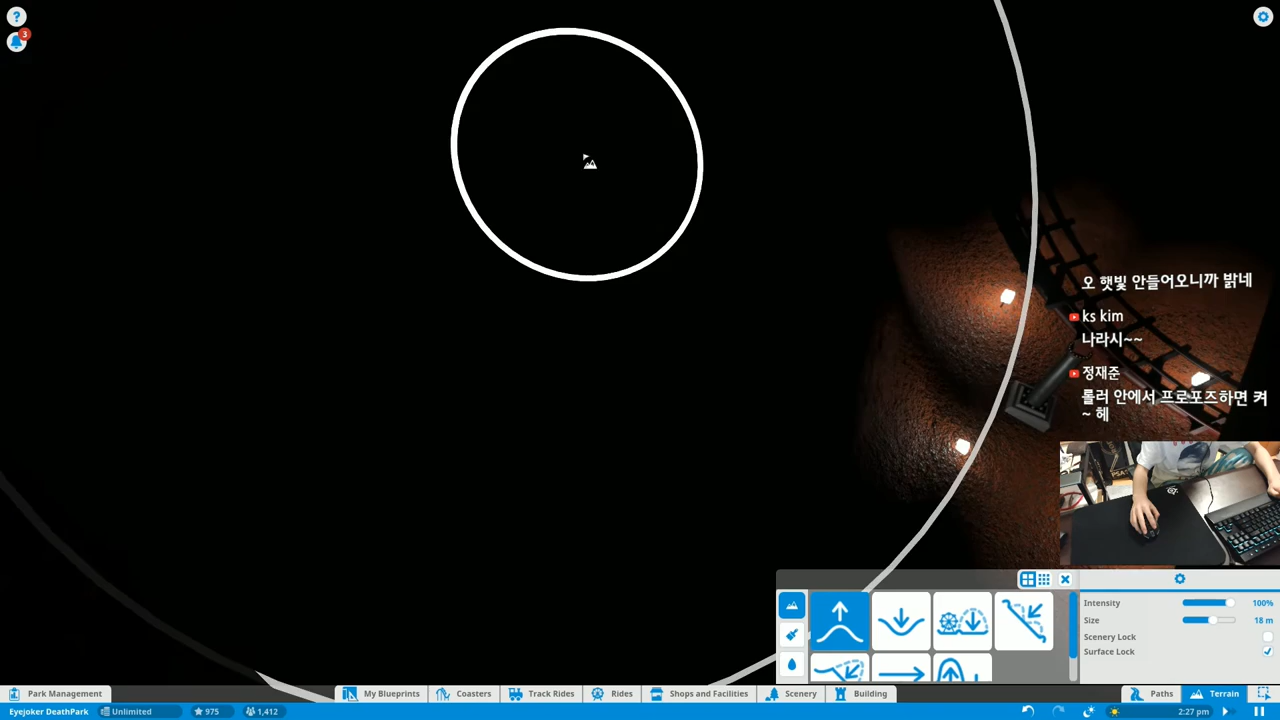 ?
3
오 햇빛 안들어오니까 밝네
ks kim
나라시~~
정재준
롤러 안에서 프로포즈하면 켜
~ 헤
Intensity 100%
Size 18 m
Scenery Lock
Surface Lock
Park Management
My Blueprints
Coasters
Track Rides
Rides
Shops and Facilities
Scenery
Building
Paths
Terrain
Eyejoker DeathPark
Unlimited
975
1,412
2:27 pm